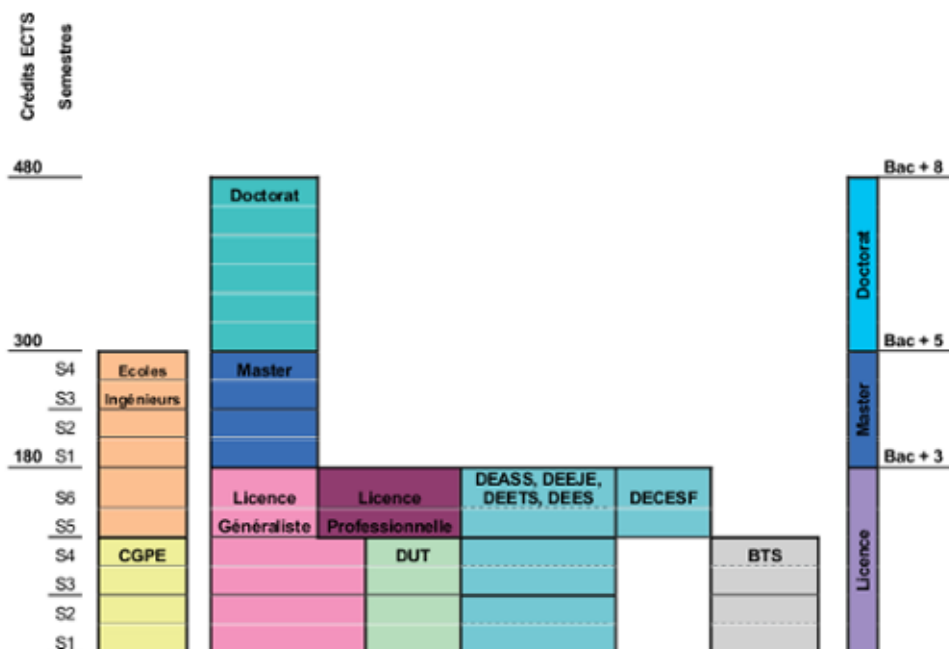 Crédits ECTS
Semestres
480
Bac + 8
Doctorat
Doctorat
300
Bac + 5
S4
Ecoles
Master
S3
Ingénieurs
Master
S2
180
S1
Bac + 3
DEASS, DEEJE,
S6
Licence
Licence
DEETS, DEES
DECESF
S5
Généraliste
Professionnelle
S4
CGPE
DUT
BTS
Licence
S3
S2
S1